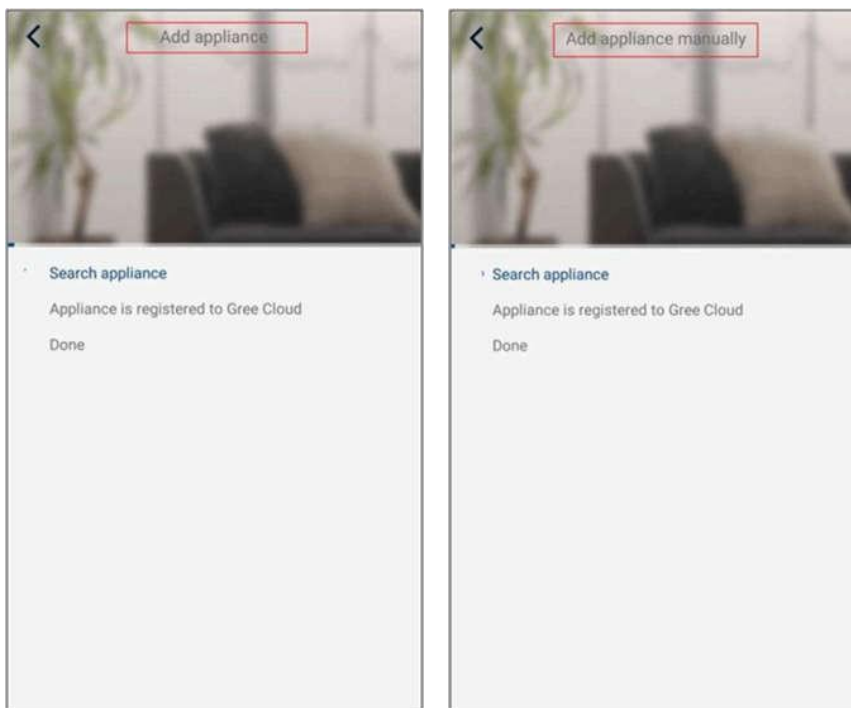 Add appliance
Search appliance
Appliance is registered to Gree Cloud
Done
Add appliance manually
Search appliance
Appliance is registered to Gree Cloud
Done